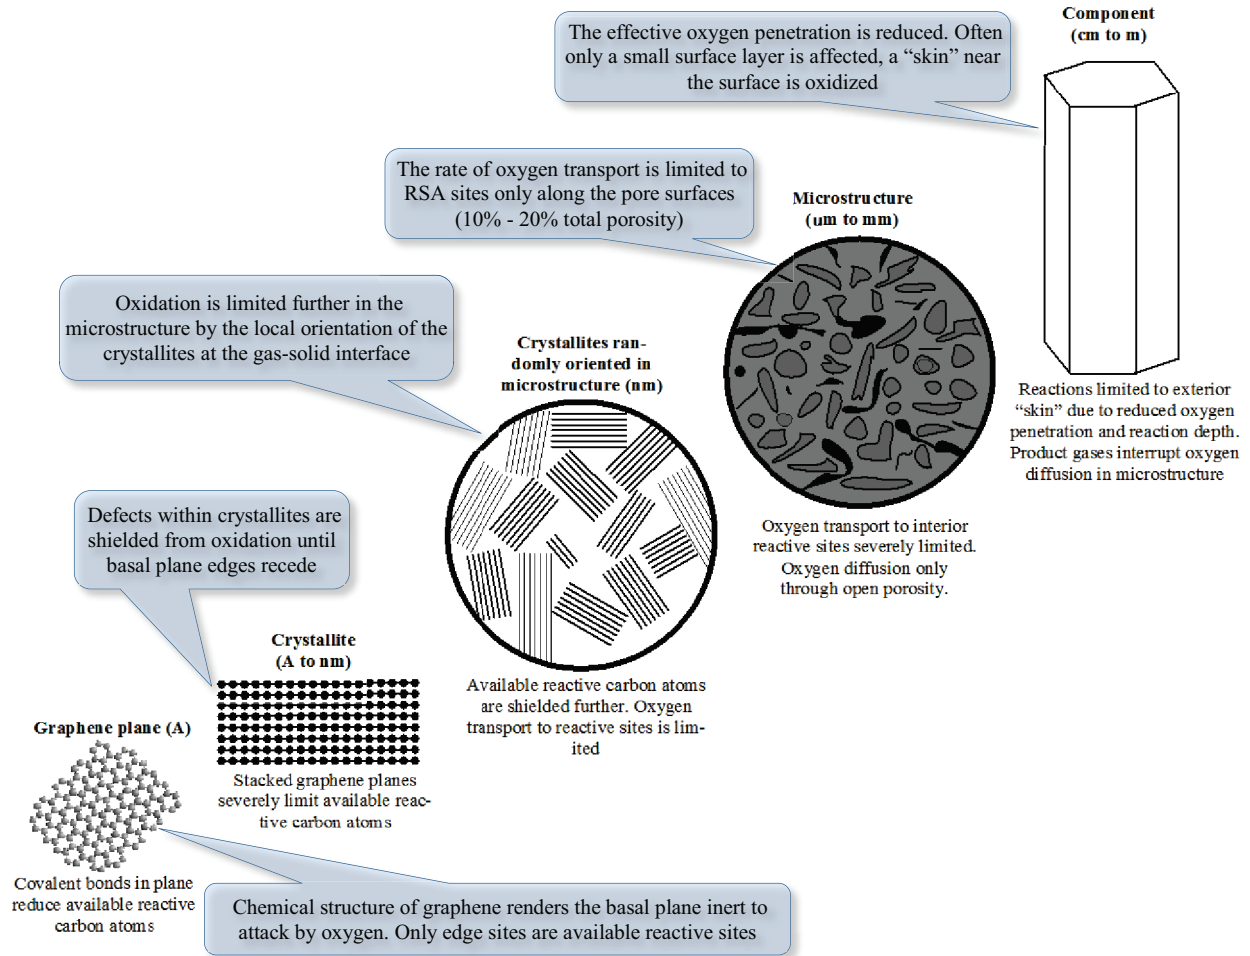 The effective oxygen penetration is reduced. Often
only a small surface layer is affected, a “skin” near
the surface is oxidized
Component
(cm to m)
Reactions limited to exterior
“skin” due to reduced oxygen
penetration and reaction depth.
Product gases interrupt oxygen
diffusion in microstructure
The rate of oxygen transport is limited to
RSA sites only along the pore surfaces
(10% - 20% total porosity)
Microstructure
(um to mm)
Oxygen transport to interior
reactive sites severely limited.
Oxygen diffusion only
through open porosity.
Oxidation is limited further in the
microstructure by the local orientation of the
crystallites at the gas-solid interface
Crystallites ran-
domly oriented in
microstructure (nm)
Available reactive carbon atoms
are shielded further. Oxygen
transport to reactive sites is lim-
ited
Defects within crystallites are
shielded from oxidation until
basal plane edges recede
Crystallite
(A to nm)
Stacked graphene planes
severely limit available reac-
tive carbon atoms
Graphene plane (A)
Covalent bonds in plane
reduce available reactive
carbon atoms
Chemical structure of graphene renders the basal plane inert to
attack by oxygen. Only edge sites are available reactive sites